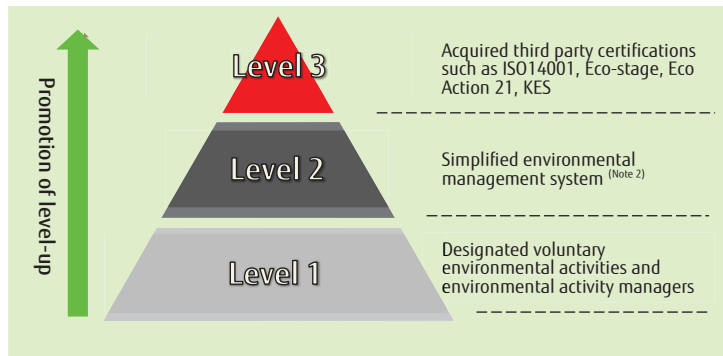 Promotion of level-up
Level 3
Acquired third party certifications
such as ISO14001, Eco-stage, Eco
Action 21, KES
Level 2
Simplified environmental
management system (Note 2)
Level 1
Designated voluntary
environmental activities and
environmental activity managers